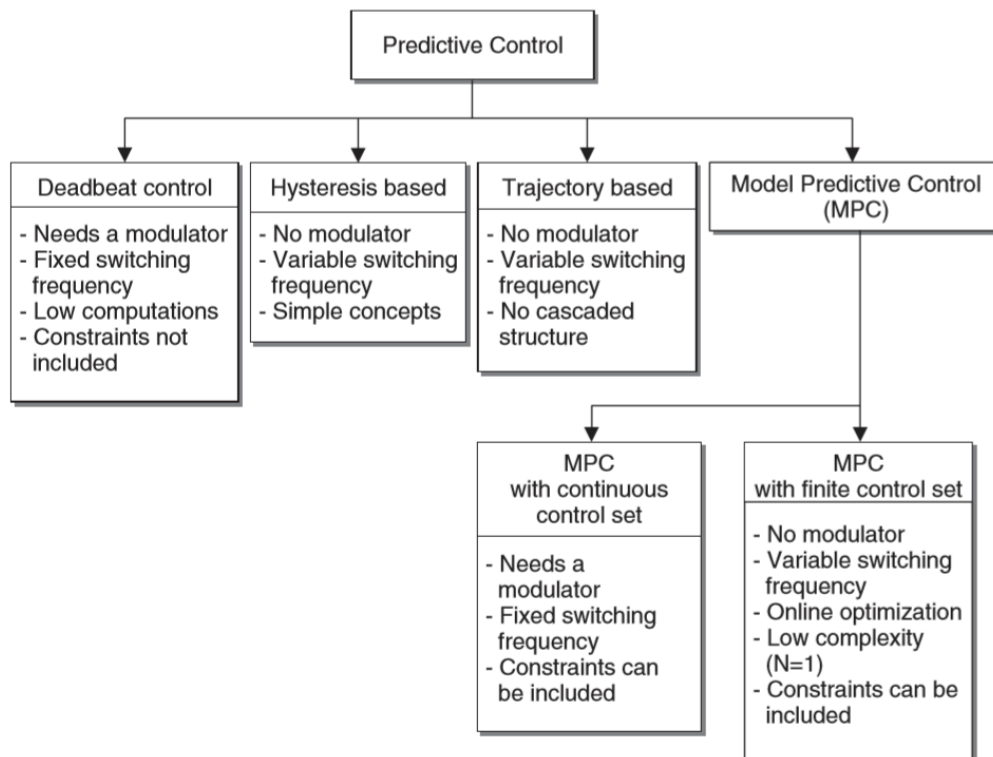 Predictive Control
Deadbeat control
- Needs a modulator
- Fixed switching
frequency
- Low computations
- Constraints not
included
Hysteresis based
- No modulator
- Variable switching
frequency
- Simple concepts
Trajectory based
- No modulator
- Variable switching
frequency
- No cascaded
structure
Model Predictive Control
(MPC)
MPC
with continuous
control set
- Needs a
modulator
- Fixed switching
frequency
- Constraints can
be included
MPC
with finite control set
- No modulator
- Variable switching
frequency
- Online optimization
- Low complexity
(N=1)
- Constraints can be
included